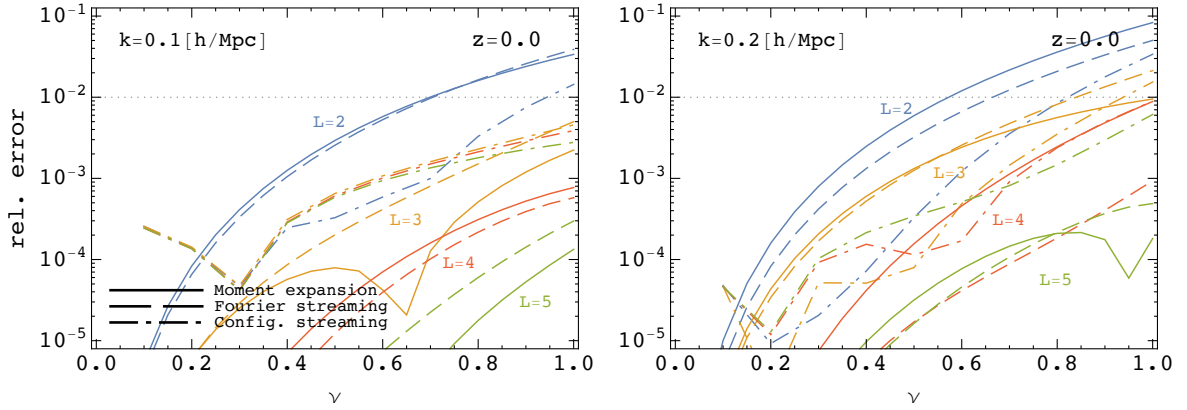 k=0.1[h/Mpc] z=0.0
L=2
L=3
L=4
L=5
Moment expansion
Fourier streaming
Config. streaming
10⁻¹
10⁻²
10⁻³
10⁻⁴
10⁻⁵
rel. error
0.0 0.2 0.4 0.6 0.8 1.0
γ
k=0.2[h/Mpc] z=0.0
L=2
L=3
L=4
L=5
10⁻¹
10⁻²
10⁻³
10⁻⁴
10⁻⁵
0.0 0.2 0.4 0.6 0.8 1.0
γ